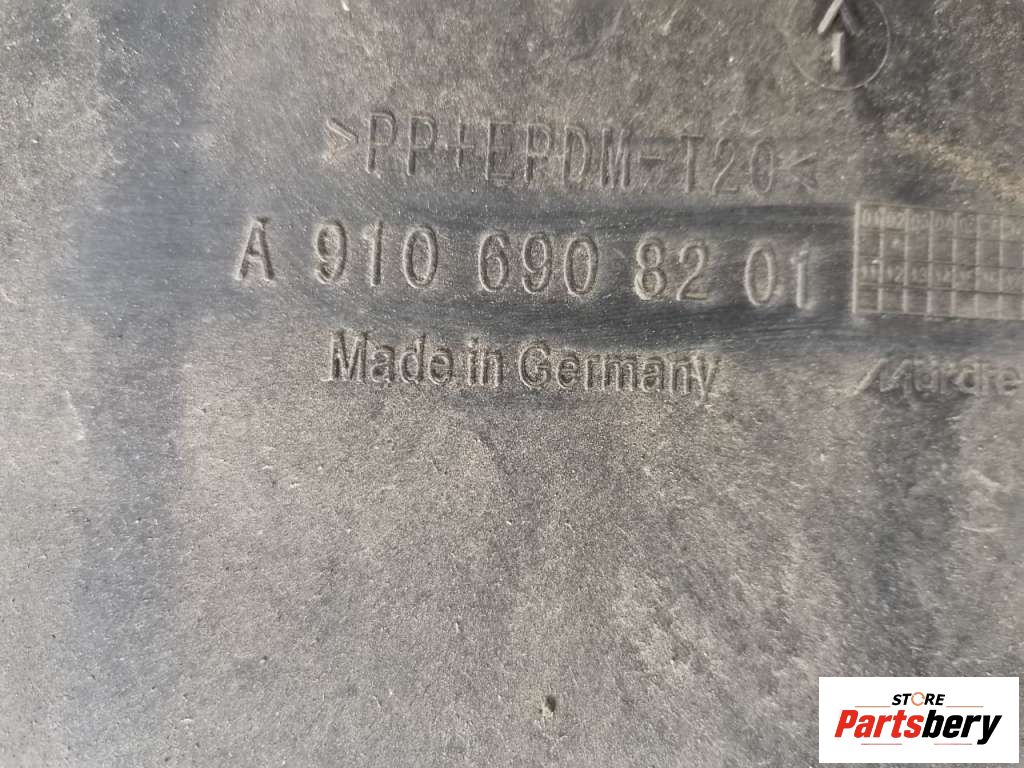 >PP+EPDM-T20<
A 910 690 82 01
Made in Germany
STORE
Partsbery